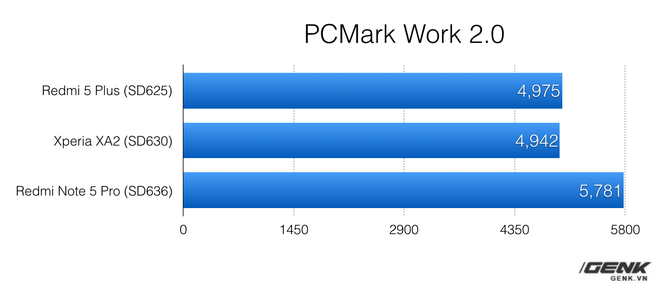 PCMark Work 2.0
Redmi 5 Plus (SD625)
4,975
Xperia XA2 (SD630)
4,942
Redmi Note 5 Pro (SD636)
5,781
0 1450 2900 4350 5800
GENK
GENK.VN